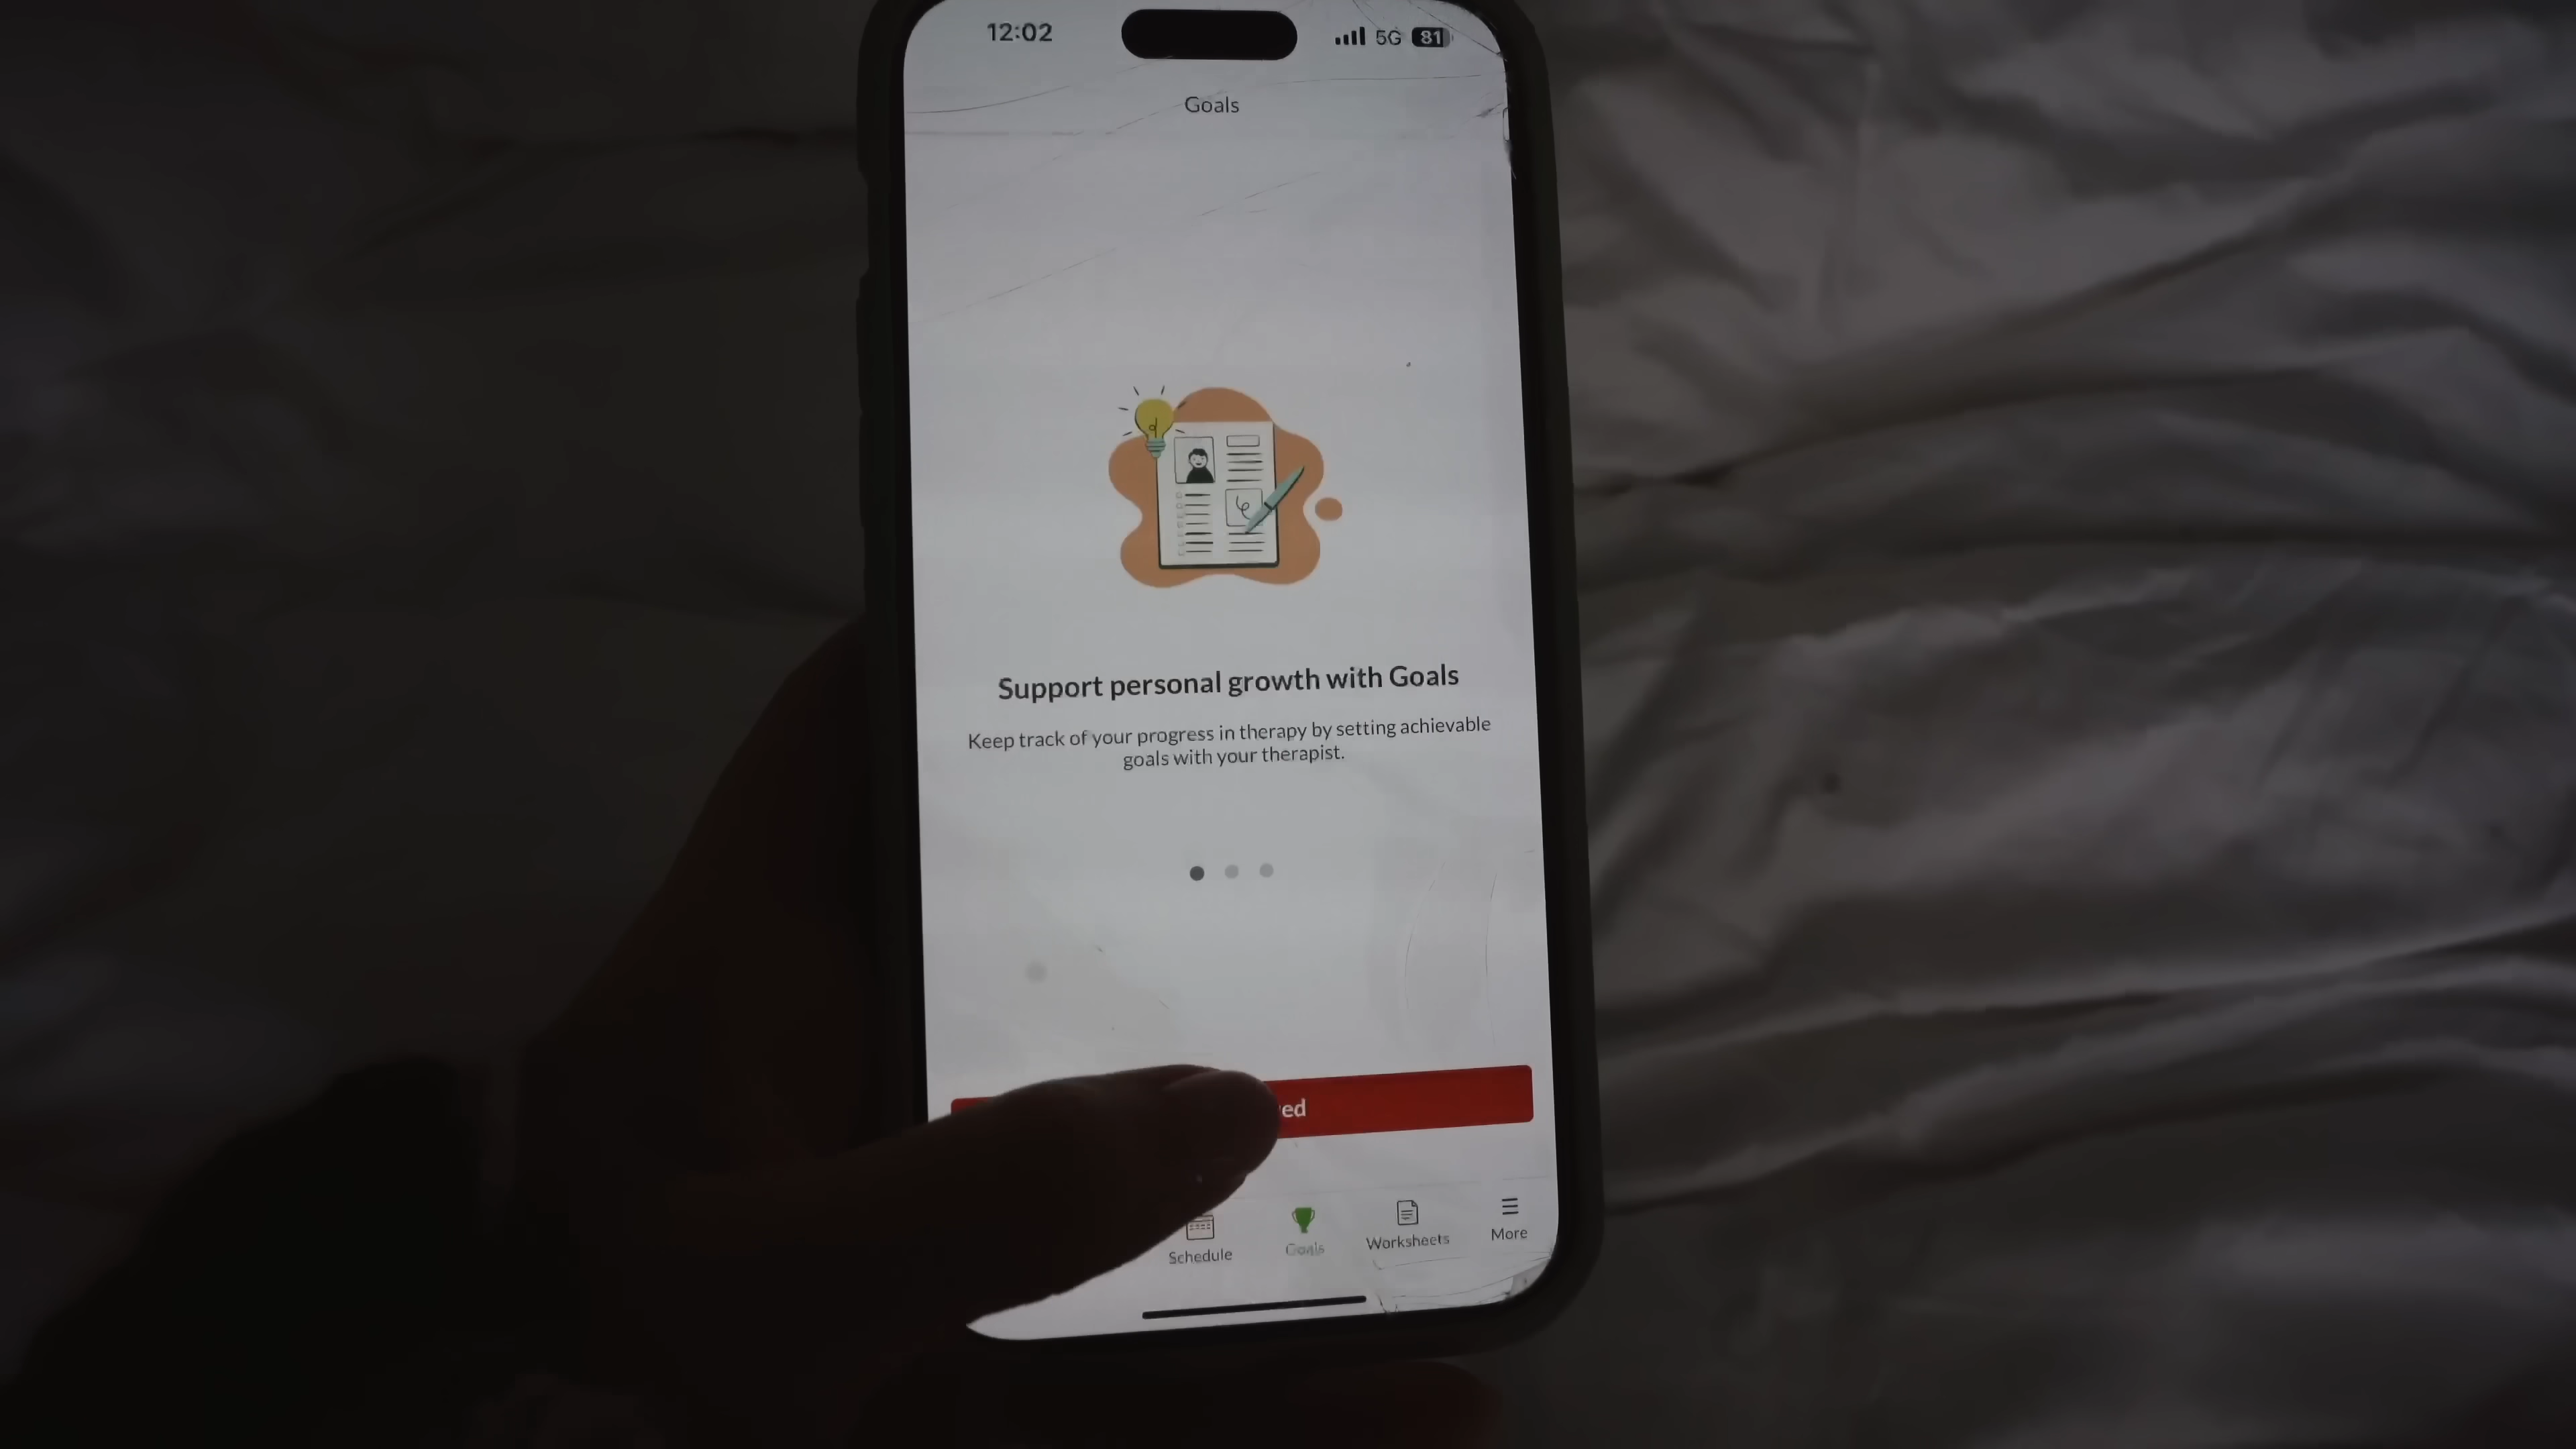 12:02
5G 81
Goals
Support personal growth with Goals
Keep track of your progress in therapy by setting achievable
goals with your therapist.
Schedule
Goals
Worksheets
More